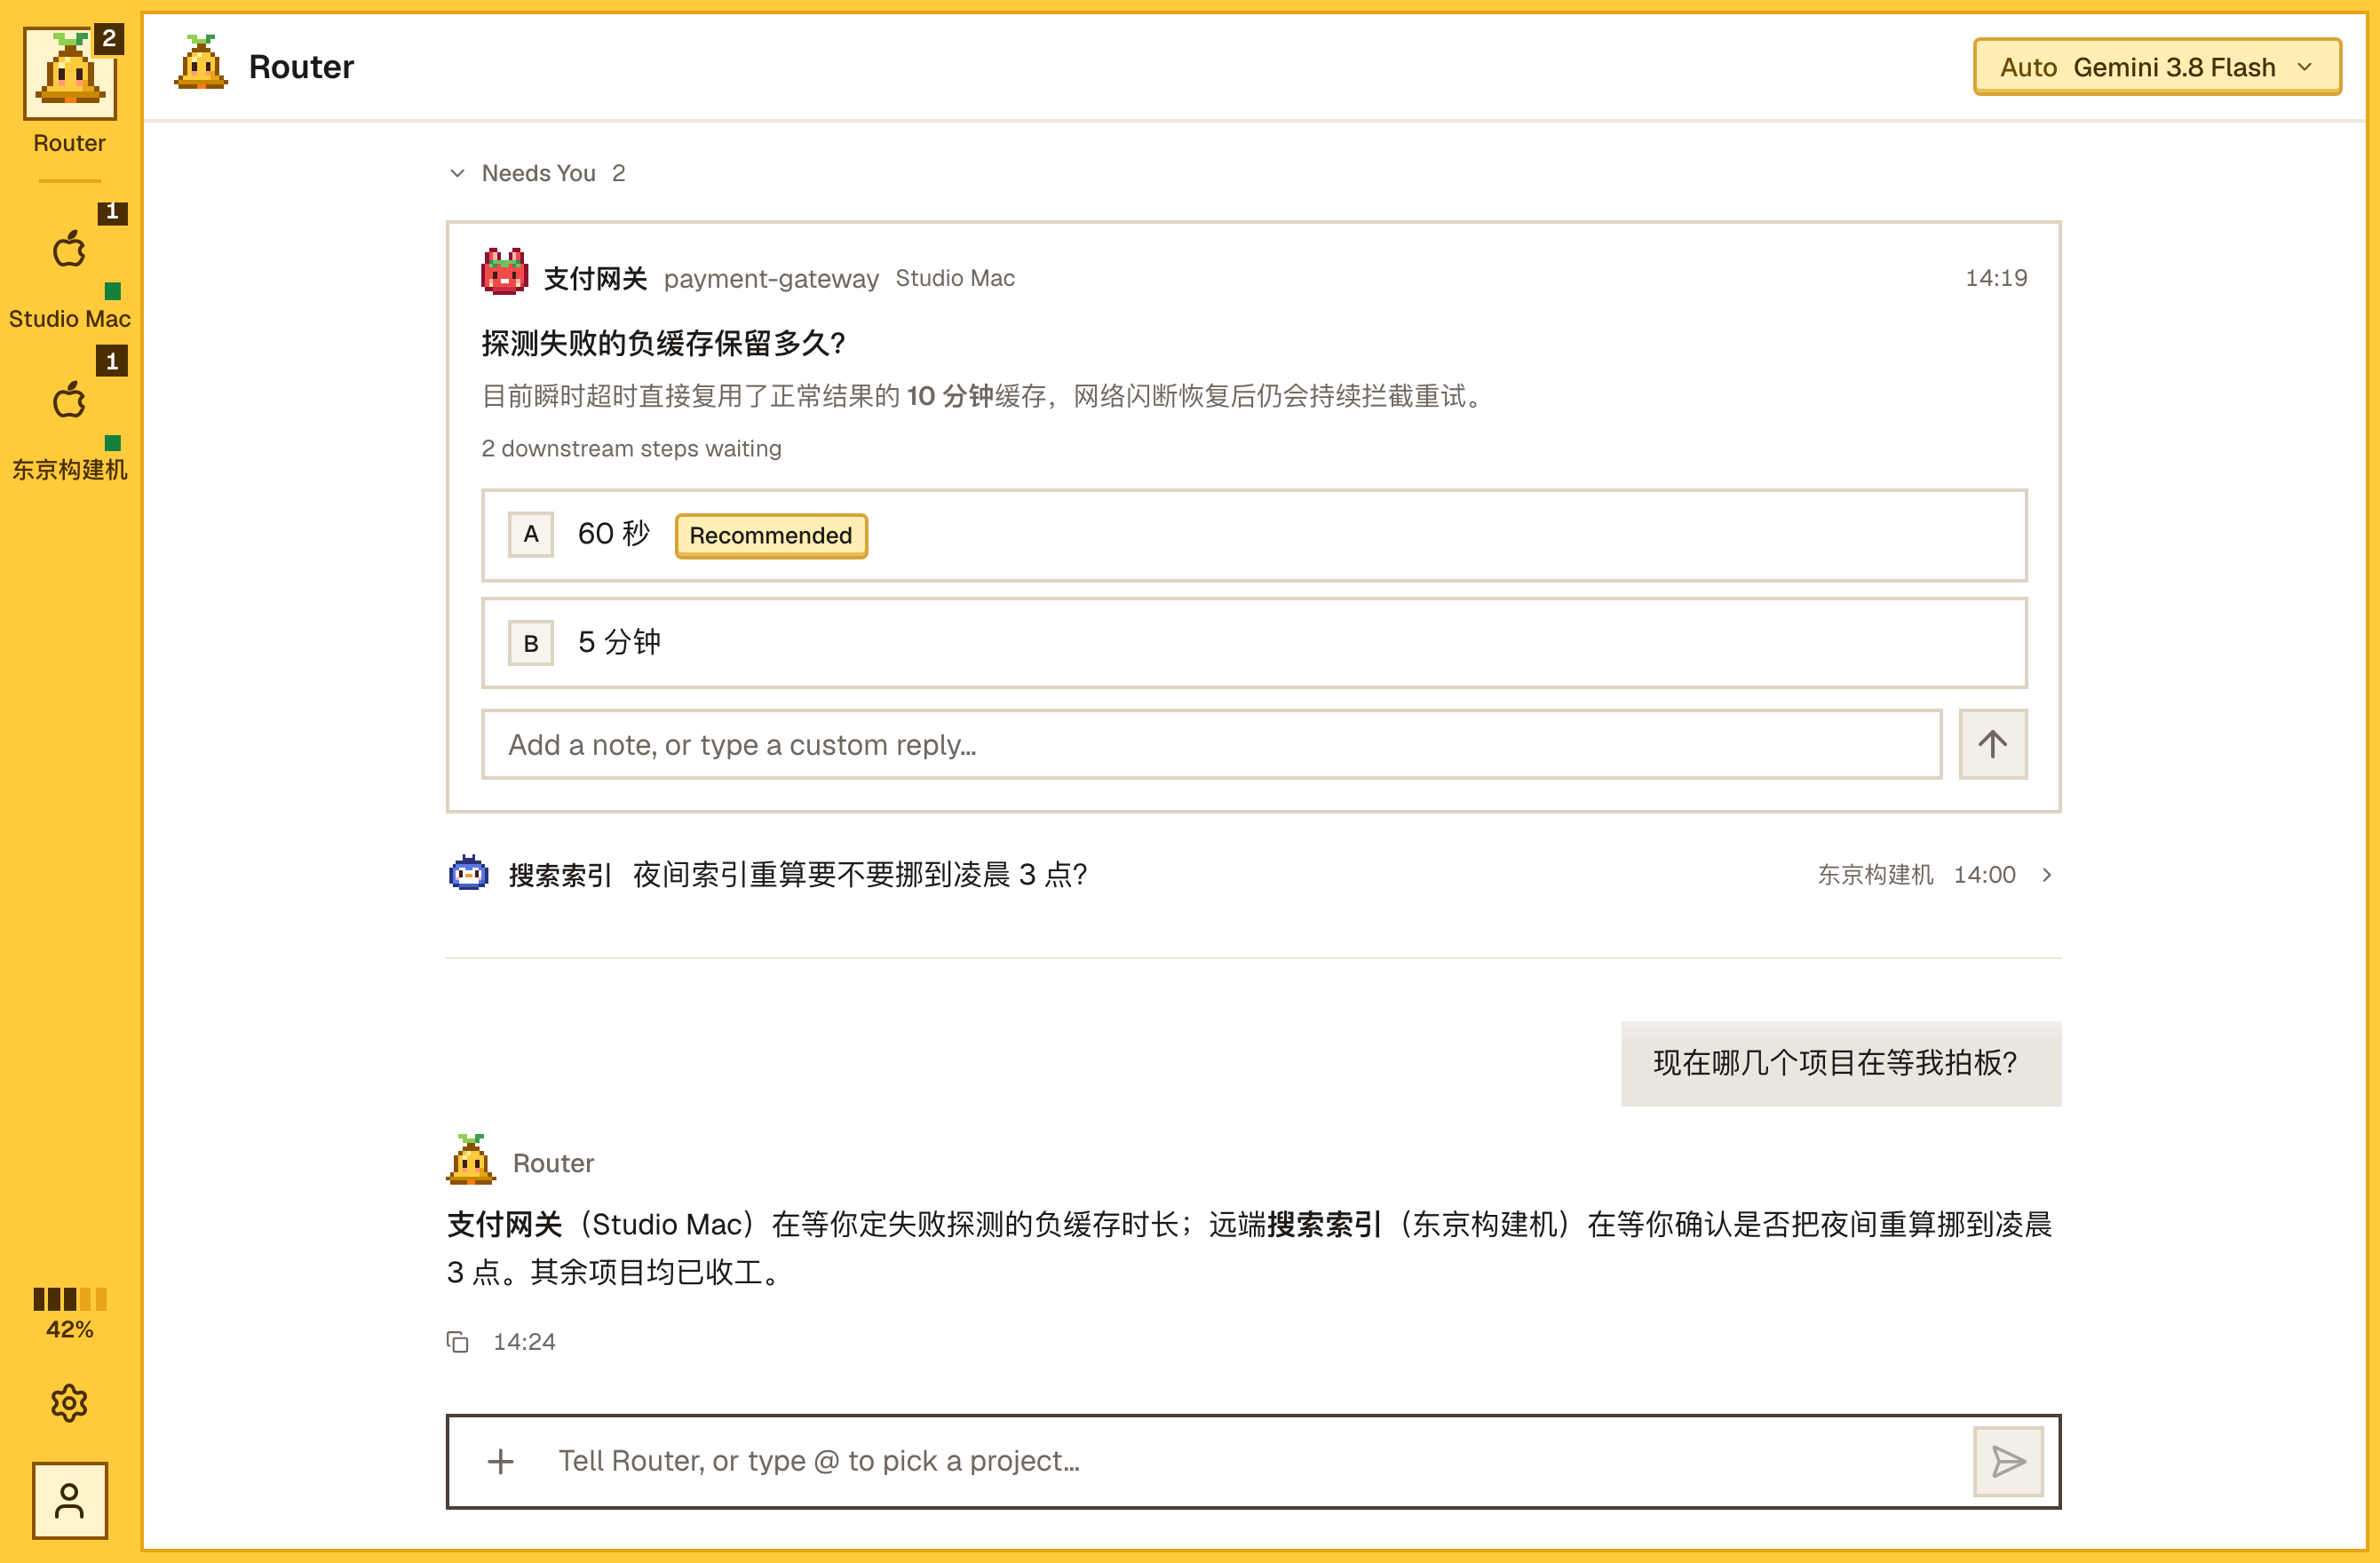 2
Router
1
Studio Mac
1
东京构建机
42%
Router
Auto Gemini 3.8 Flash
Needs You 2
支付网关 payment-gateway Studio Mac 14:19
探测失败的负缓存保留多久?
目前瞬时超时直接复用了正常结果的 10 分钟缓存，网络闪断恢复后仍会持续拦截重试。
2 downstream steps waiting
A 60 秒 Recommended
B 5 分钟
Add a note, or type a custom reply...
搜索索引 夜间索引重算要不要挪到凌晨 3 点? 东京构建机 14:00
现在哪几个项目在等我拍板?
Router
支付网关（Studio Mac）在等你定失败探测的负缓存时长；远端搜索索引（东京构建机）在等你确认是否把夜间重算挪到凌晨
3 点。其余项目均已收工。
14:24
Tell Router, or type @ to pick a project...